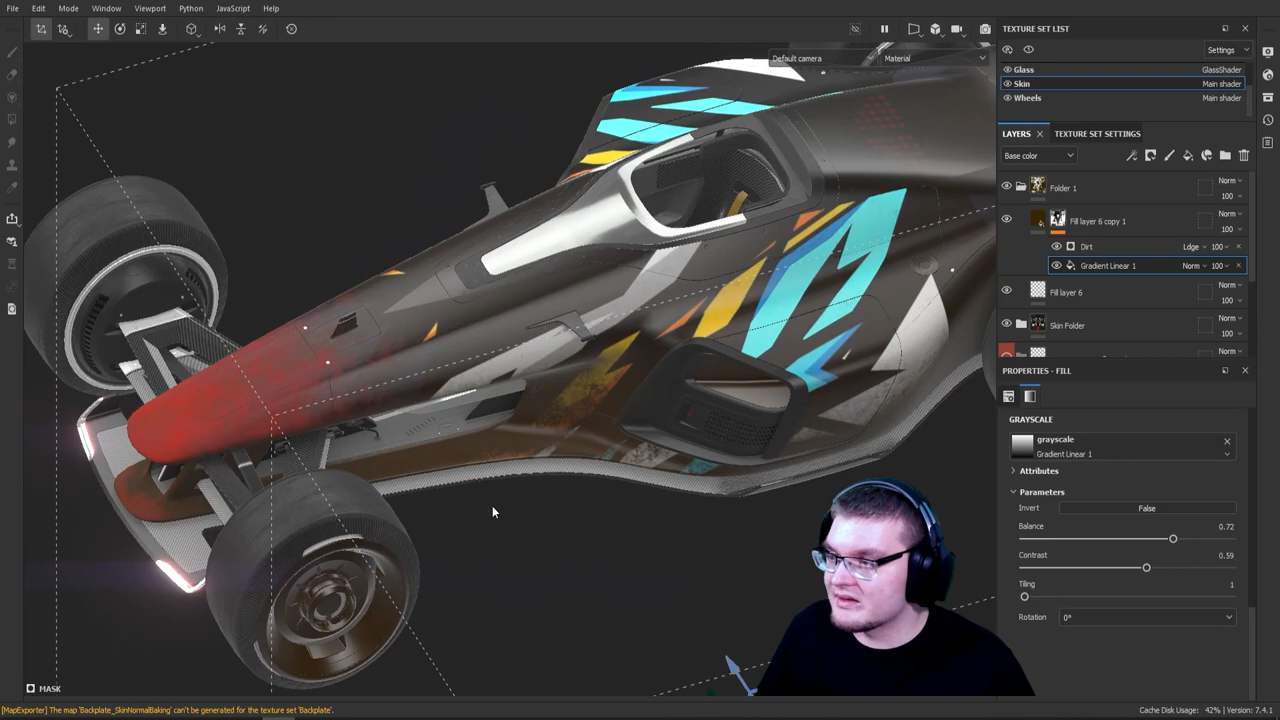 File Edit Mode Window Viewport Python JavaScript Help
Default camera
Material
TEXTURE SET LIST
Settings
Glass GlassShader
Skin Main shader
Wheels Main shader
LAYERS TEXTURE SET SETTINGS
Base color
Folder 1 Norm 100
Fill layer 6 copy 1 Norm 100
Dirt Ldge 100
Gradient Linear 1 Norm 100
Fill layer 6 Norm 100
Skin Folder Norm 100
Norm
PROPERTIES - FILL
GRAYSCALE
grayscale
Gradient Linear 1
Attributes
Parameters
Invert False
Balance 0.72
Contrast 0.59
Tiling 1
Rotation 0°
MASK
[MapExporter] The map 'Backplate_SkinNormalBaking' can't be generated for the texture set 'Backplate'.
Cache Disk Usage: 42% | Version: 7.4.1